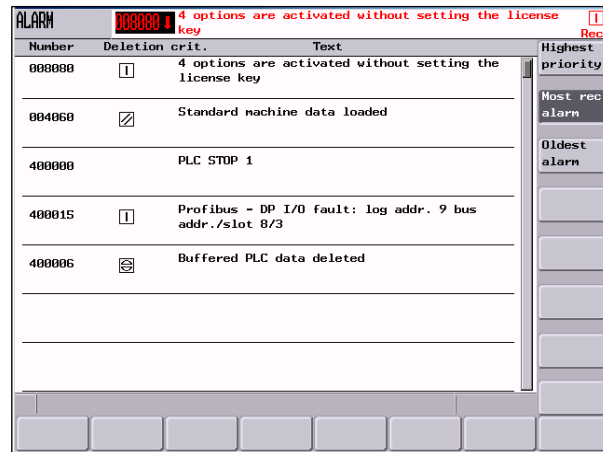 ALARM
008080 4 options are activated without setting the license
key
Rec
Number Deletion crit. Text
008080 4 options are activated without setting the
license key
004060 Standard machine data loaded
400000 PLC STOP 1
400015 Profibus - DP I/O fault: log addr. 9 bus
addr./slot 8/3
400006 Buffered PLC data deleted
Highest
priority
Most rec
alarm
Oldest
alarm